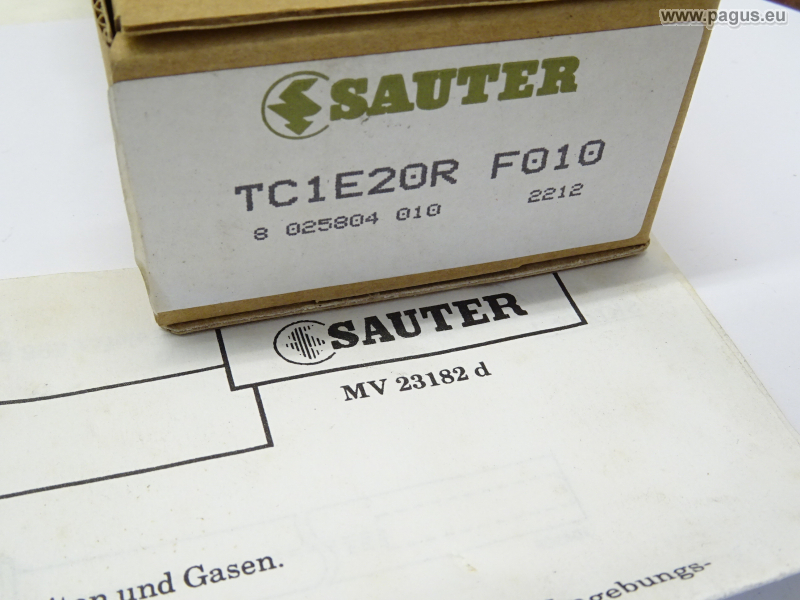 www.pagus.eu
SAUTER
TC1E20R F010
8 025804 010 2212
SAUTER
MV 23182 d
und Gasen.